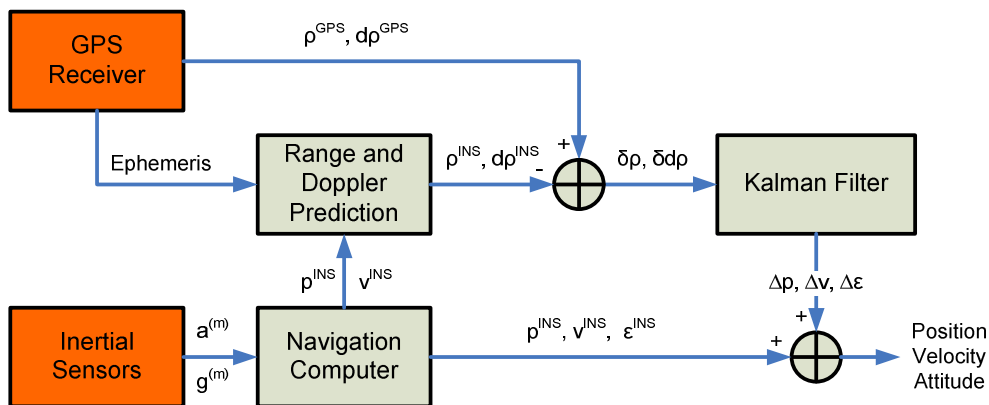 GPS
Receiver
ρ^GPS, dρ^GPS
Ephemeris
Range and
Doppler
Prediction
ρ^INS, dρ^INS
+
-
δρ, δdρ
Kalman Filter
p^INS v^INS
Δp, Δv, Δε
Inertial
Sensors
a^(m)
g^(m)
Navigation
Computer
p^INS, v^INS, ε^INS
+
+
Position
Velocity
Attitude